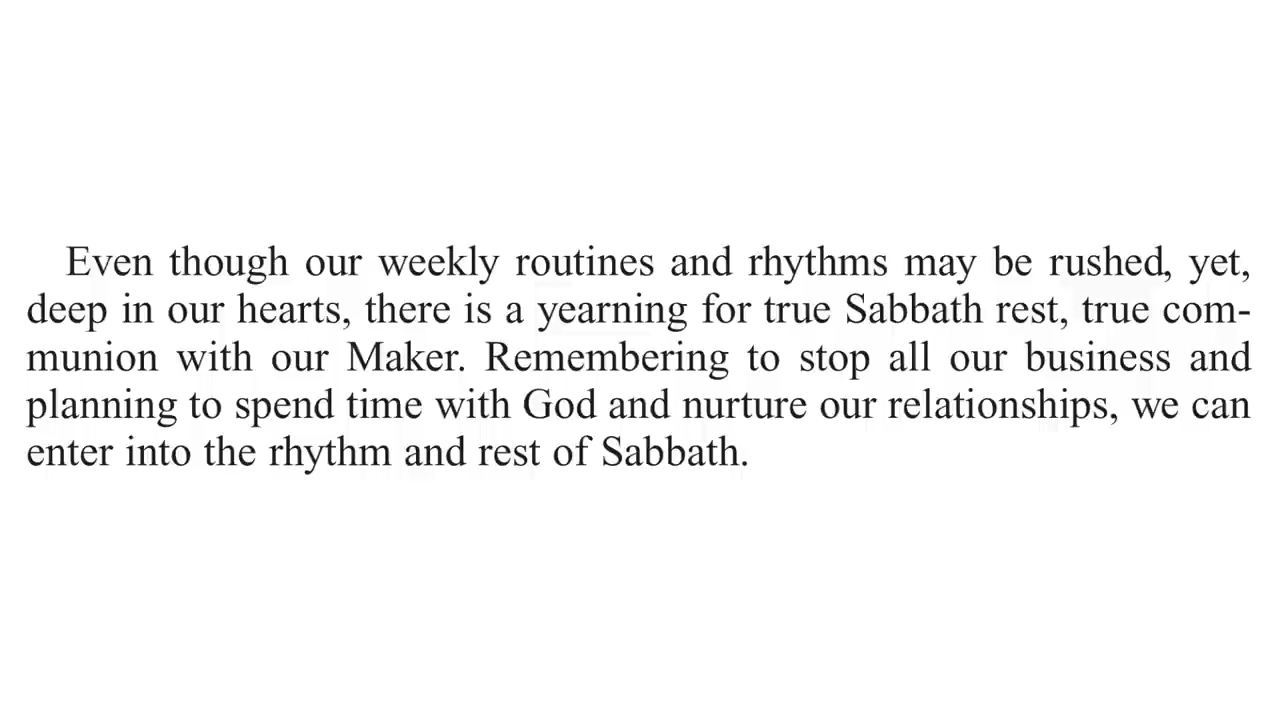 Even though our weekly routines and rhythms may be rushed, yet,
deep in our hearts, there is a yearning for true Sabbath rest, true com-
munion with our Maker. Remembering to stop all our business and
planning to spend time with God and nurture our relationships, we can
enter into the rhythm and rest of Sabbath.